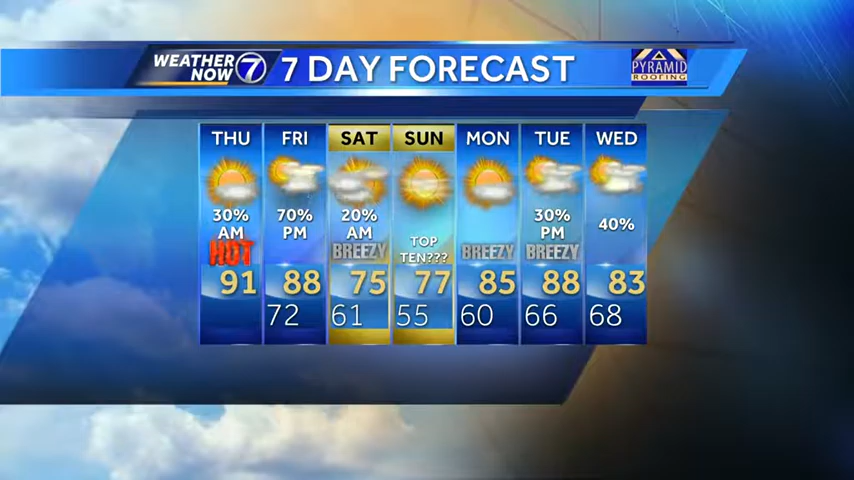 WEATHER
NOW 7
7 DAY FORECAST
PYRAMID
ROOFING
THU FRI SAT SUN MON TUE WED
30% AM HOT 91
70% PM 88 72
20% AM BREEZY 75 61
TOP TEN??? 77 55
BREEZY 85 60
30% PM BREEZY 88 66
40% 83 68